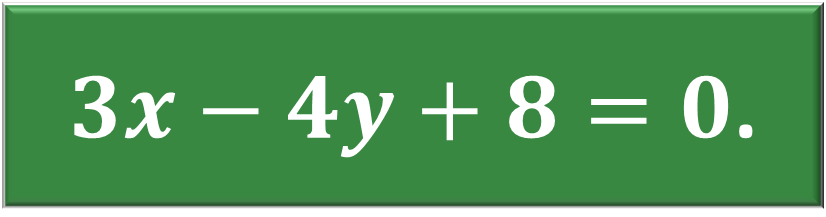 3x − 4y + 8 = 0.